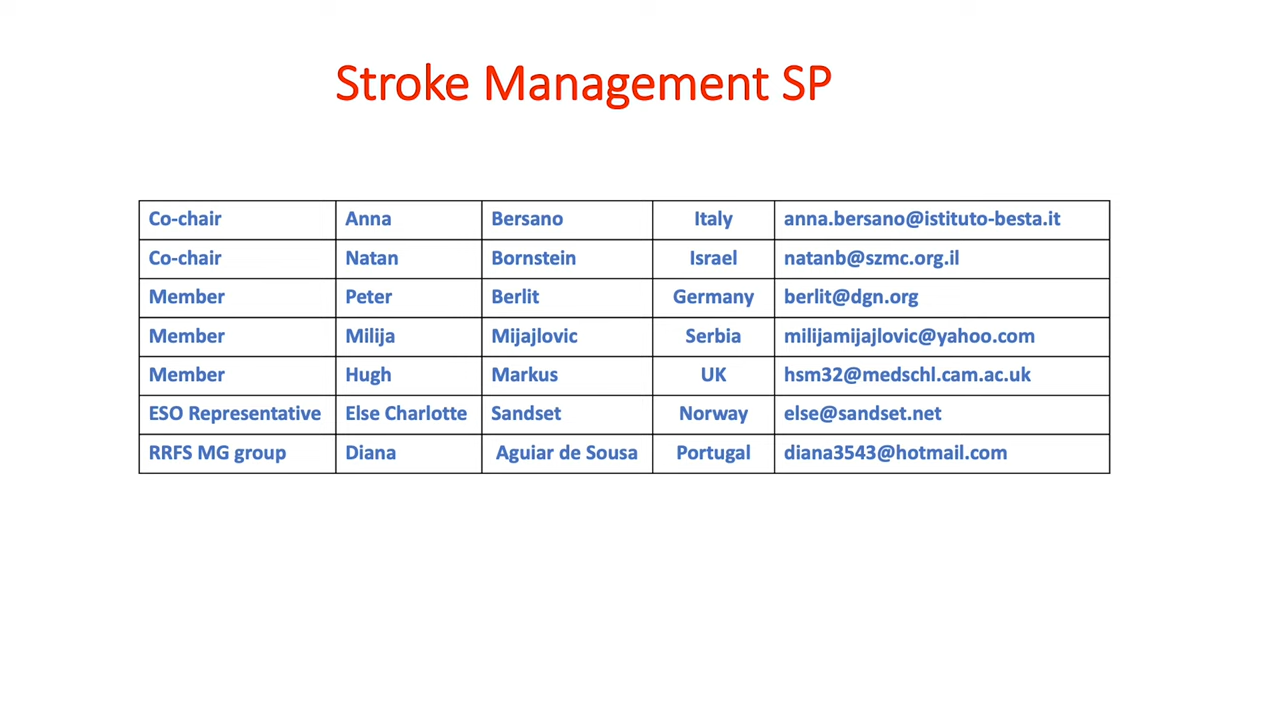 Stroke Management SP
Co-chair Anna Bersano Italy anna.bersano@istituto-besta.it
Co-chair Natan Bornstein Israel natanb@szmc.org.il
Member Peter Berlit Germany berlit@dgn.org
Member Milija Mijajlovic Serbia milijamijajlovic@yahoo.com
Member Hugh Markus UK hsm32@medschl.cam.ac.uk
ESO Representative Else Charlotte Sandset Norway else@sandset.net
RRFS MG group Diana Aguiar de Sousa Portugal diana3543@hotmail.com